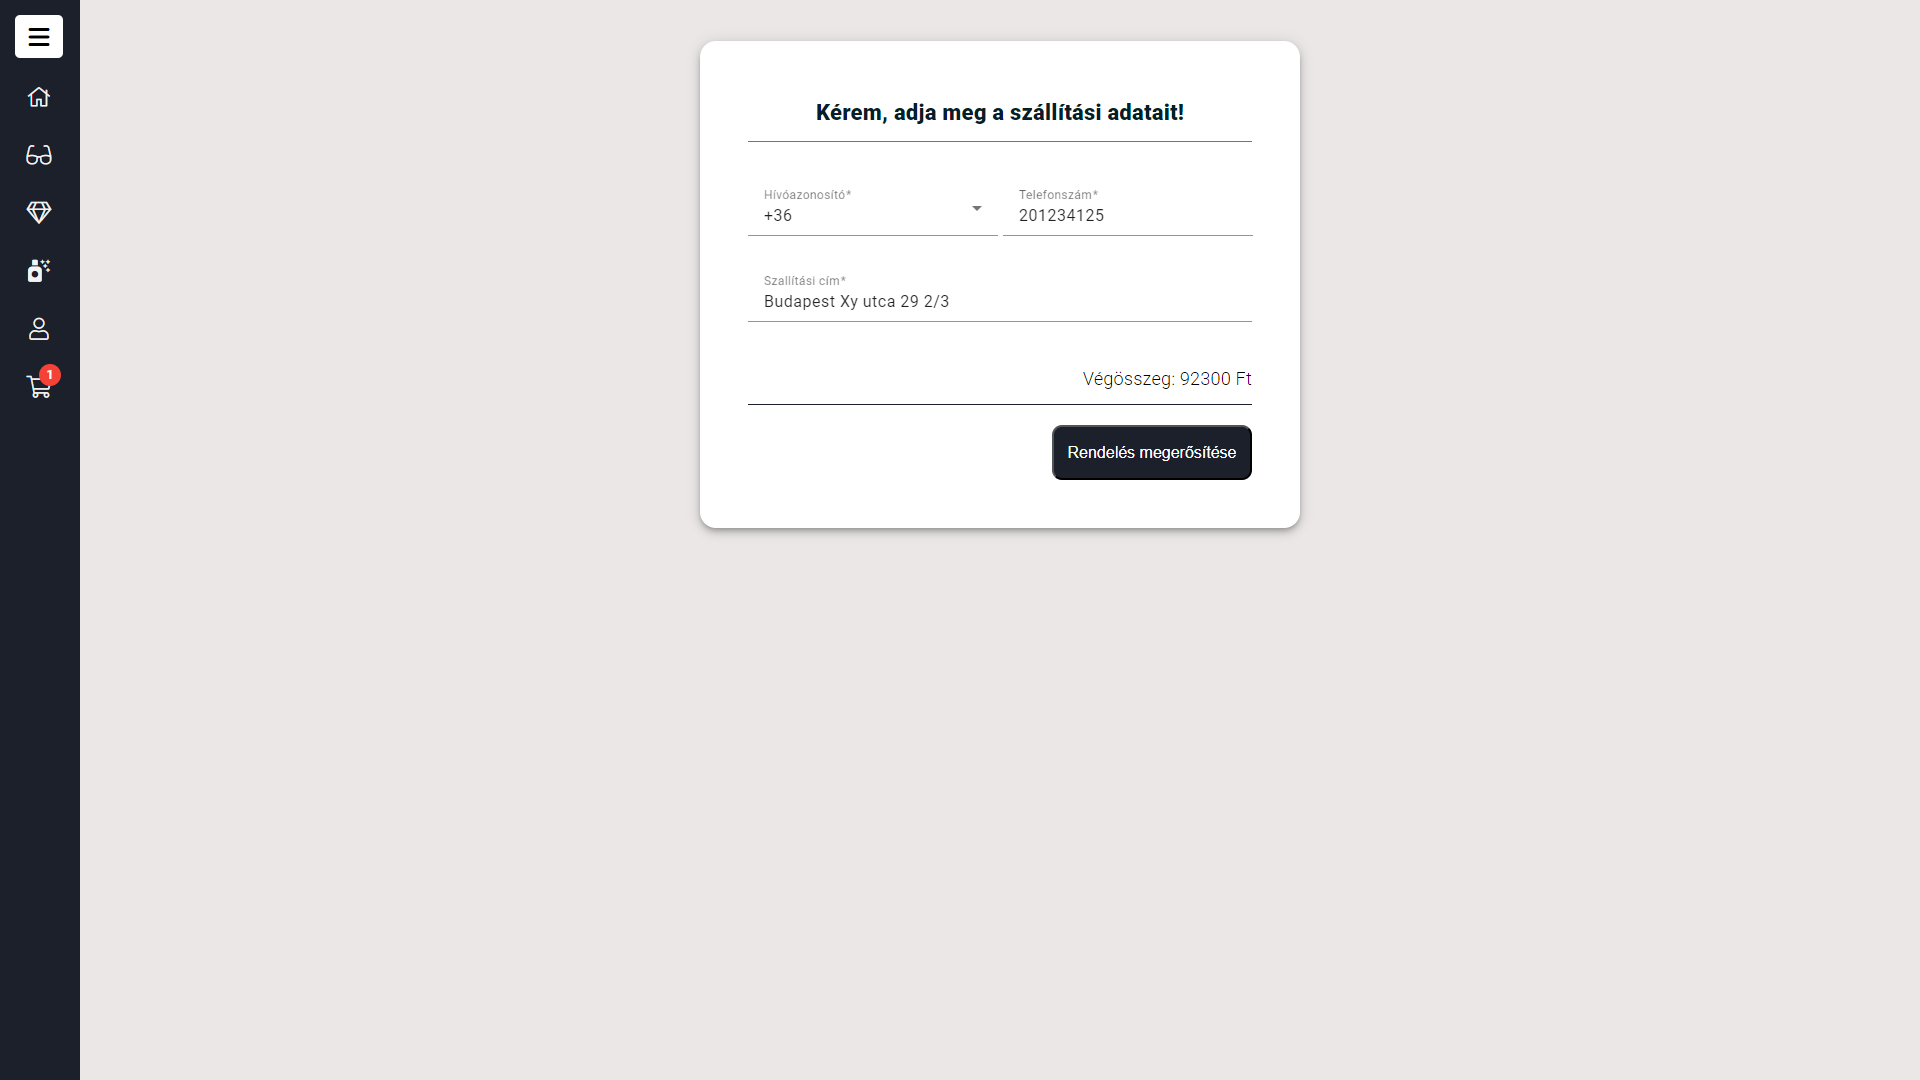 Kérem, adja meg a szállítási adatait!
Hívóazonosító*
+36
Telefonszám*
201234125
Szallítási cím*
Budapest Xy utca 29 2/3
1
Végösszeg: 92300 Ft
Rendelés megerősítése